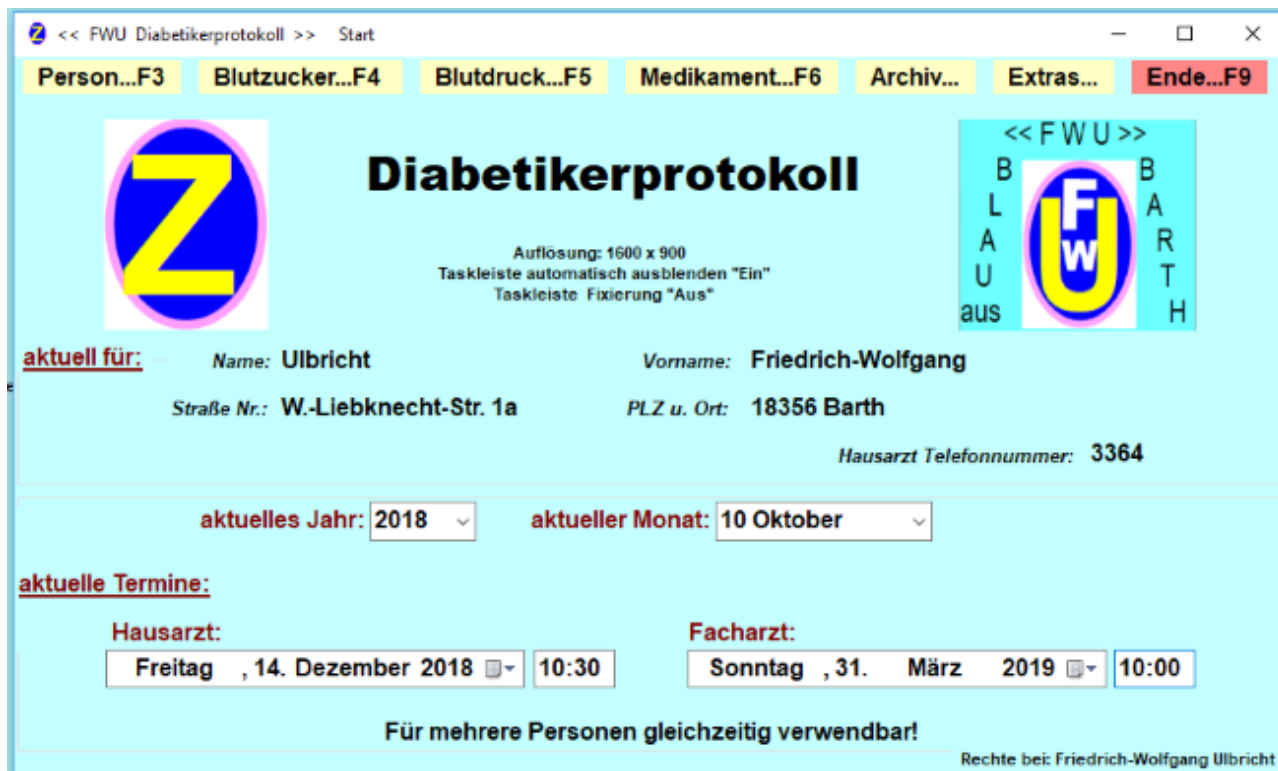 Z << FWU Diabetikerprotokoll >> Start
Person...F3 Blutzucker...F4 Blutdruck...F5 Medikament...F6 Archiv... Extras... Ende...F9
Z
Diabetikerprotokoll
Auflösung: 1600 x 900
Taskleiste automatisch ausblenden "Ein"
Taskleiste Fixierung "Aus"
<< F W U >>
BLAU
aus
FWU
BARTH
aktuell für: Name: Ulbricht Vorname: Friedrich-Wolfgang
Straße Nr.: W.-Liebknecht-Str. 1a PLZ u. Ort: 18356 Barth
Hausarzt Telefonnummer: 3364
aktuelles Jahr: 2018 aktueller Monat: 10 Oktober
aktuelle Termine:
Hausarzt: Facharzt:
Freitag , 14. Dezember 2018 10:30 Sonntag , 31. März 2019 10:00
Für mehrere Personen gleichzeitig verwendbar!
Rechte bei: Friedrich-Wolfgang Ulbricht